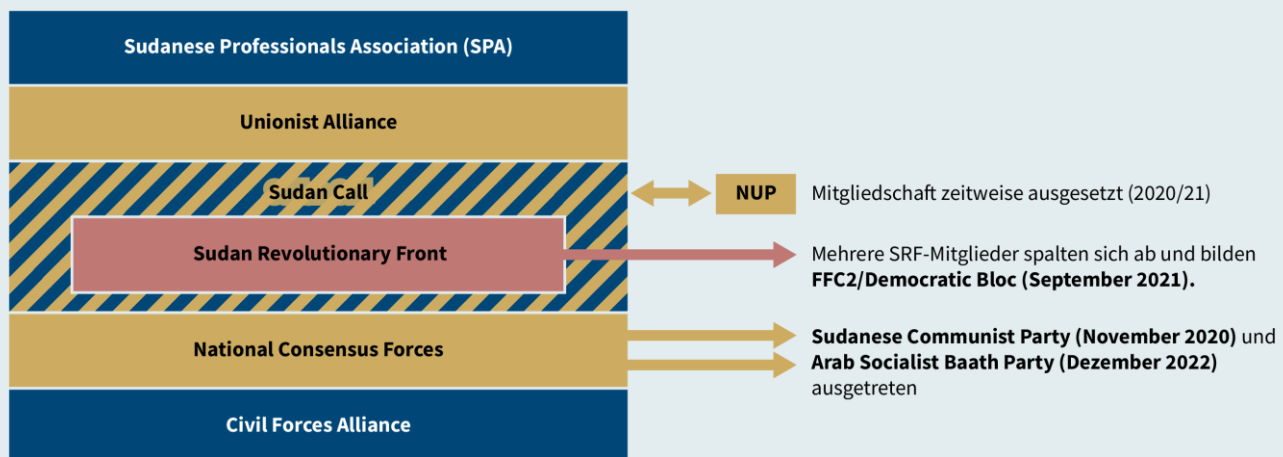 Sudanese Professionals Association (SPA)
Unionist Alliance
Sudan Call
NUP
Mitgliedschaft zeitweise ausgesetzt (2020/21)
Sudan Revolutionary Front
Mehrere SRF-Mitglieder spalten sich ab und bilden
FFC2/Democratic Bloc (September 2021).
National Consensus Forces
Sudanese Communist Party (November 2020) und
Arab Socialist Baath Party (Dezember 2022)
ausgetreten
Civil Forces Alliance